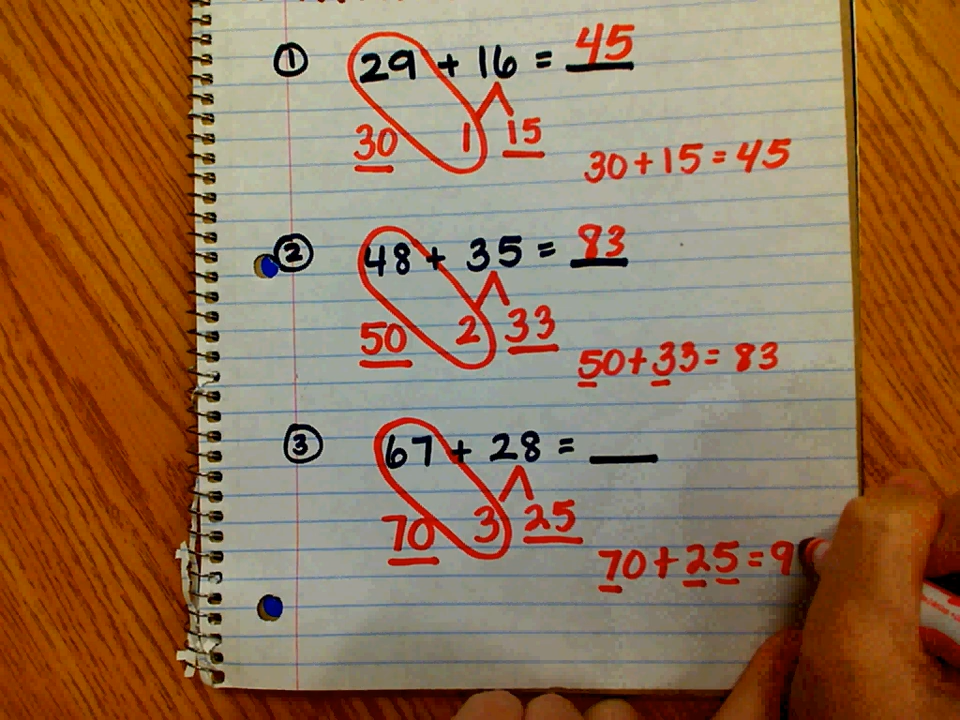 ① 29 + 16 = 45
30 1 15
30 + 15 = 45
② 48 + 35 = 83
50 2 33
50 + 33 = 83
③ 67 + 28 = ___
70 3 25
70 + 25 = 9